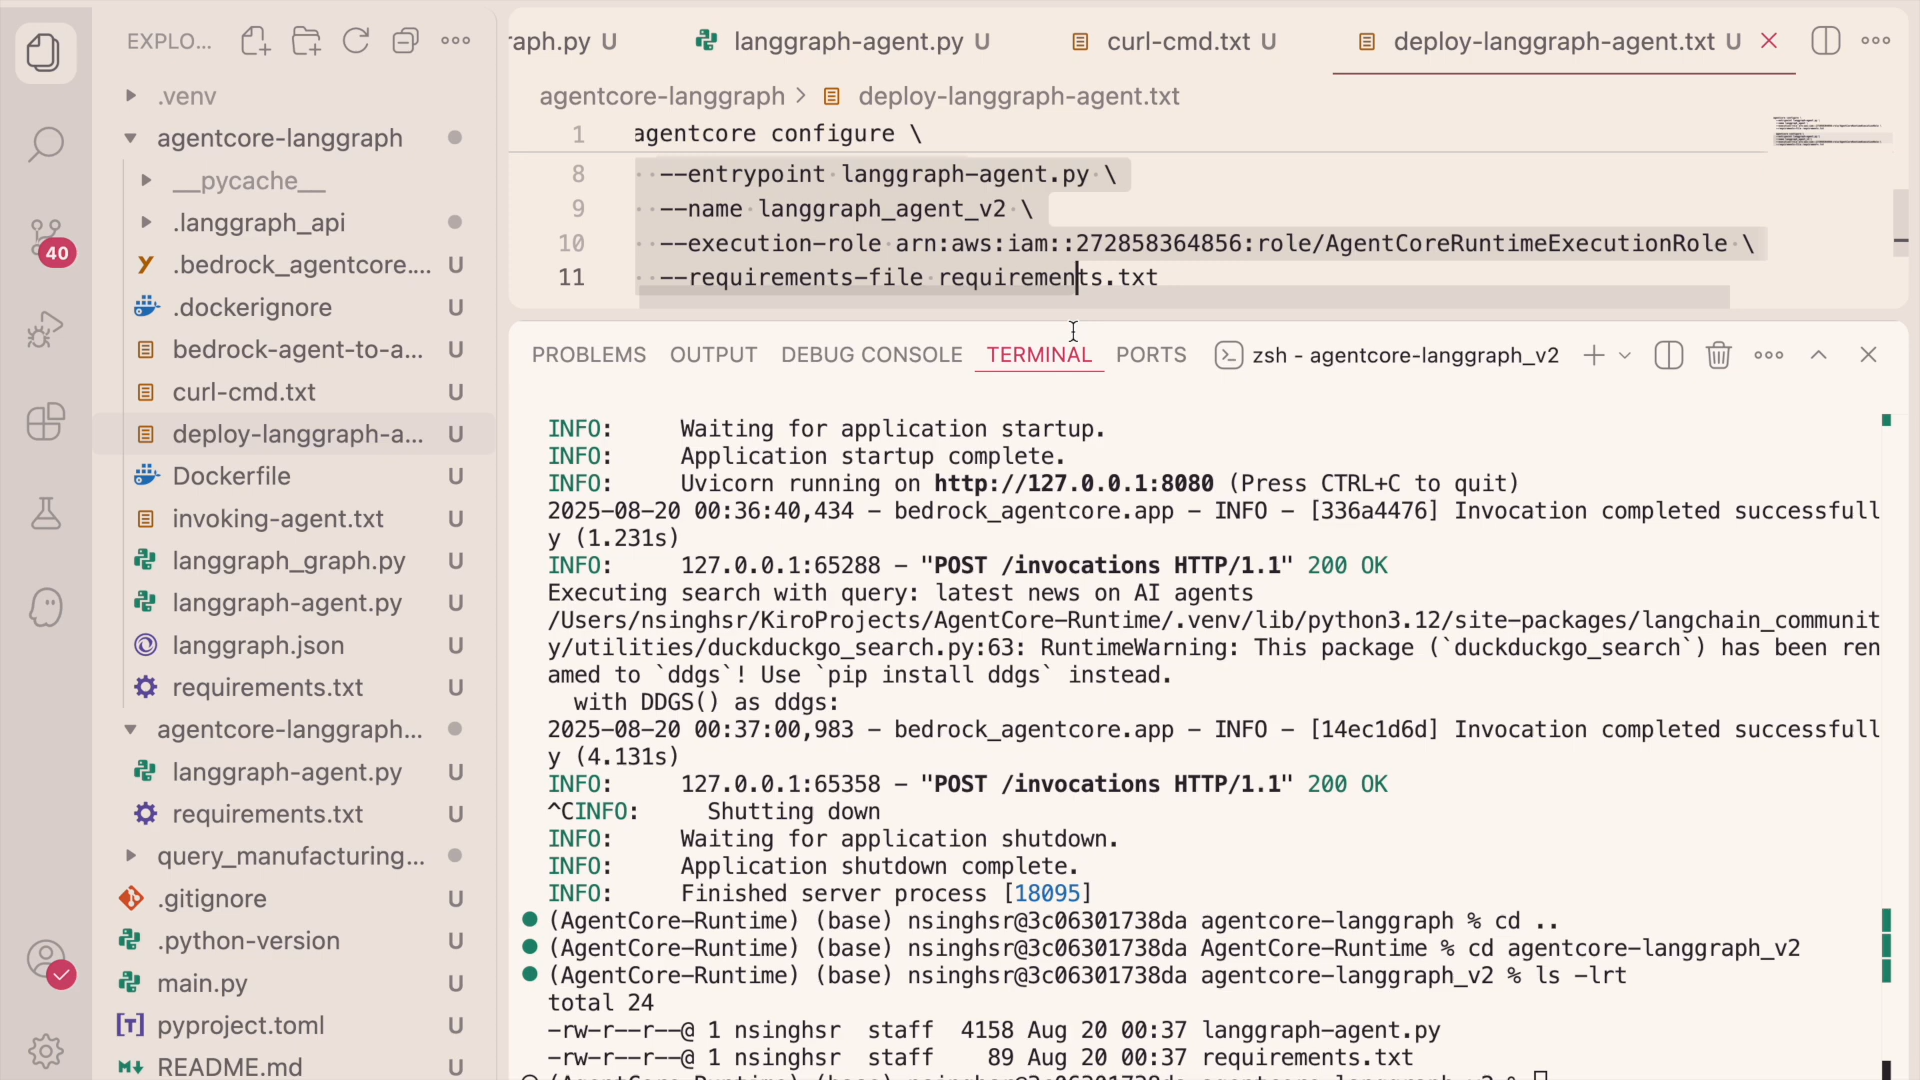 EXPLO...
.venv
agentcore-langgraph
__pycache__
.langgraph_api
.bedrock_agentcore.... U
.dockerignore U
bedrock-agent-to-a... U
curl-cmd.txt U
deploy-langgraph-a... U
Dockerfile U
invoking-agent.txt U
langgraph_graph.py U
langgraph-agent.py U
langgraph.json U
requirements.txt U
agentcore-langgraph...
langgraph-agent.py U
requirements.txt U
query_manufacturing...
.gitignore U
.python-version U
main.py U
pyproject.toml U
README.md U
40
raph.py U langgraph-agent.py U curl-cmd.txt U deploy-langgraph-agent.txt U
agentcore-langgraph > deploy-langgraph-agent.txt
1 agentcore configure \
8 --entrypoint langgraph-agent.py \
9 --name langgraph_agent_v2 \
10 --execution-role arn:aws:iam::272858364856:role/AgentCoreRuntimeExecutionRole \
11 --requirements-file requirements.txt
PROBLEMS OUTPUT DEBUG CONSOLE TERMINAL PORTS zsh - agentcore-langgraph_v2
INFO: Waiting for application startup.
INFO: Application startup complete.
INFO: Uvicorn running on http://127.0.0.1:8080 (Press CTRL+C to quit)
2025-08-20 00:36:40,434 - bedrock_agentcore.app - INFO - [336a4476] Invocation completed successfull
y (1.231s)
INFO: 127.0.0.1:65288 - "POST /invocations HTTP/1.1" 200 OK
Executing search with query: latest news on AI agents
/Users/nsinghsr/KiroProjects/AgentCore-Runtime/.venv/lib/python3.12/site-packages/langchain_communit
y/utilities/duckduckgo_search.py:63: RuntimeWarning: This package (`duckduckgo_search`) has been ren
amed to `ddgs`! Use `pip install ddgs` instead.
with DDGS() as ddgs:
2025-08-20 00:37:00,983 - bedrock_agentcore.app - INFO - [14ec1d6d] Invocation completed successfull
y (4.131s)
INFO: 127.0.0.1:65358 - "POST /invocations HTTP/1.1" 200 OK
^CINFO: Shutting down
INFO: Waiting for application shutdown.
INFO: Application shutdown complete.
INFO: Finished server process [18095]
(AgentCore-Runtime) (base) nsinghsr@3c06301738da agentcore-langgraph % cd ..
(AgentCore-Runtime) (base) nsinghsr@3c06301738da AgentCore-Runtime % cd agentcore-langgraph_v2
(AgentCore-Runtime) (base) nsinghsr@3c06301738da agentcore-langgraph_v2 % ls -lrt
total 24
-rw-r--r--@ 1 nsinghsr staff 4158 Aug 20 00:37 langgraph-agent.py
-rw-r--r--@ 1 nsinghsr staff 89 Aug 20 00:37 requirements.txt